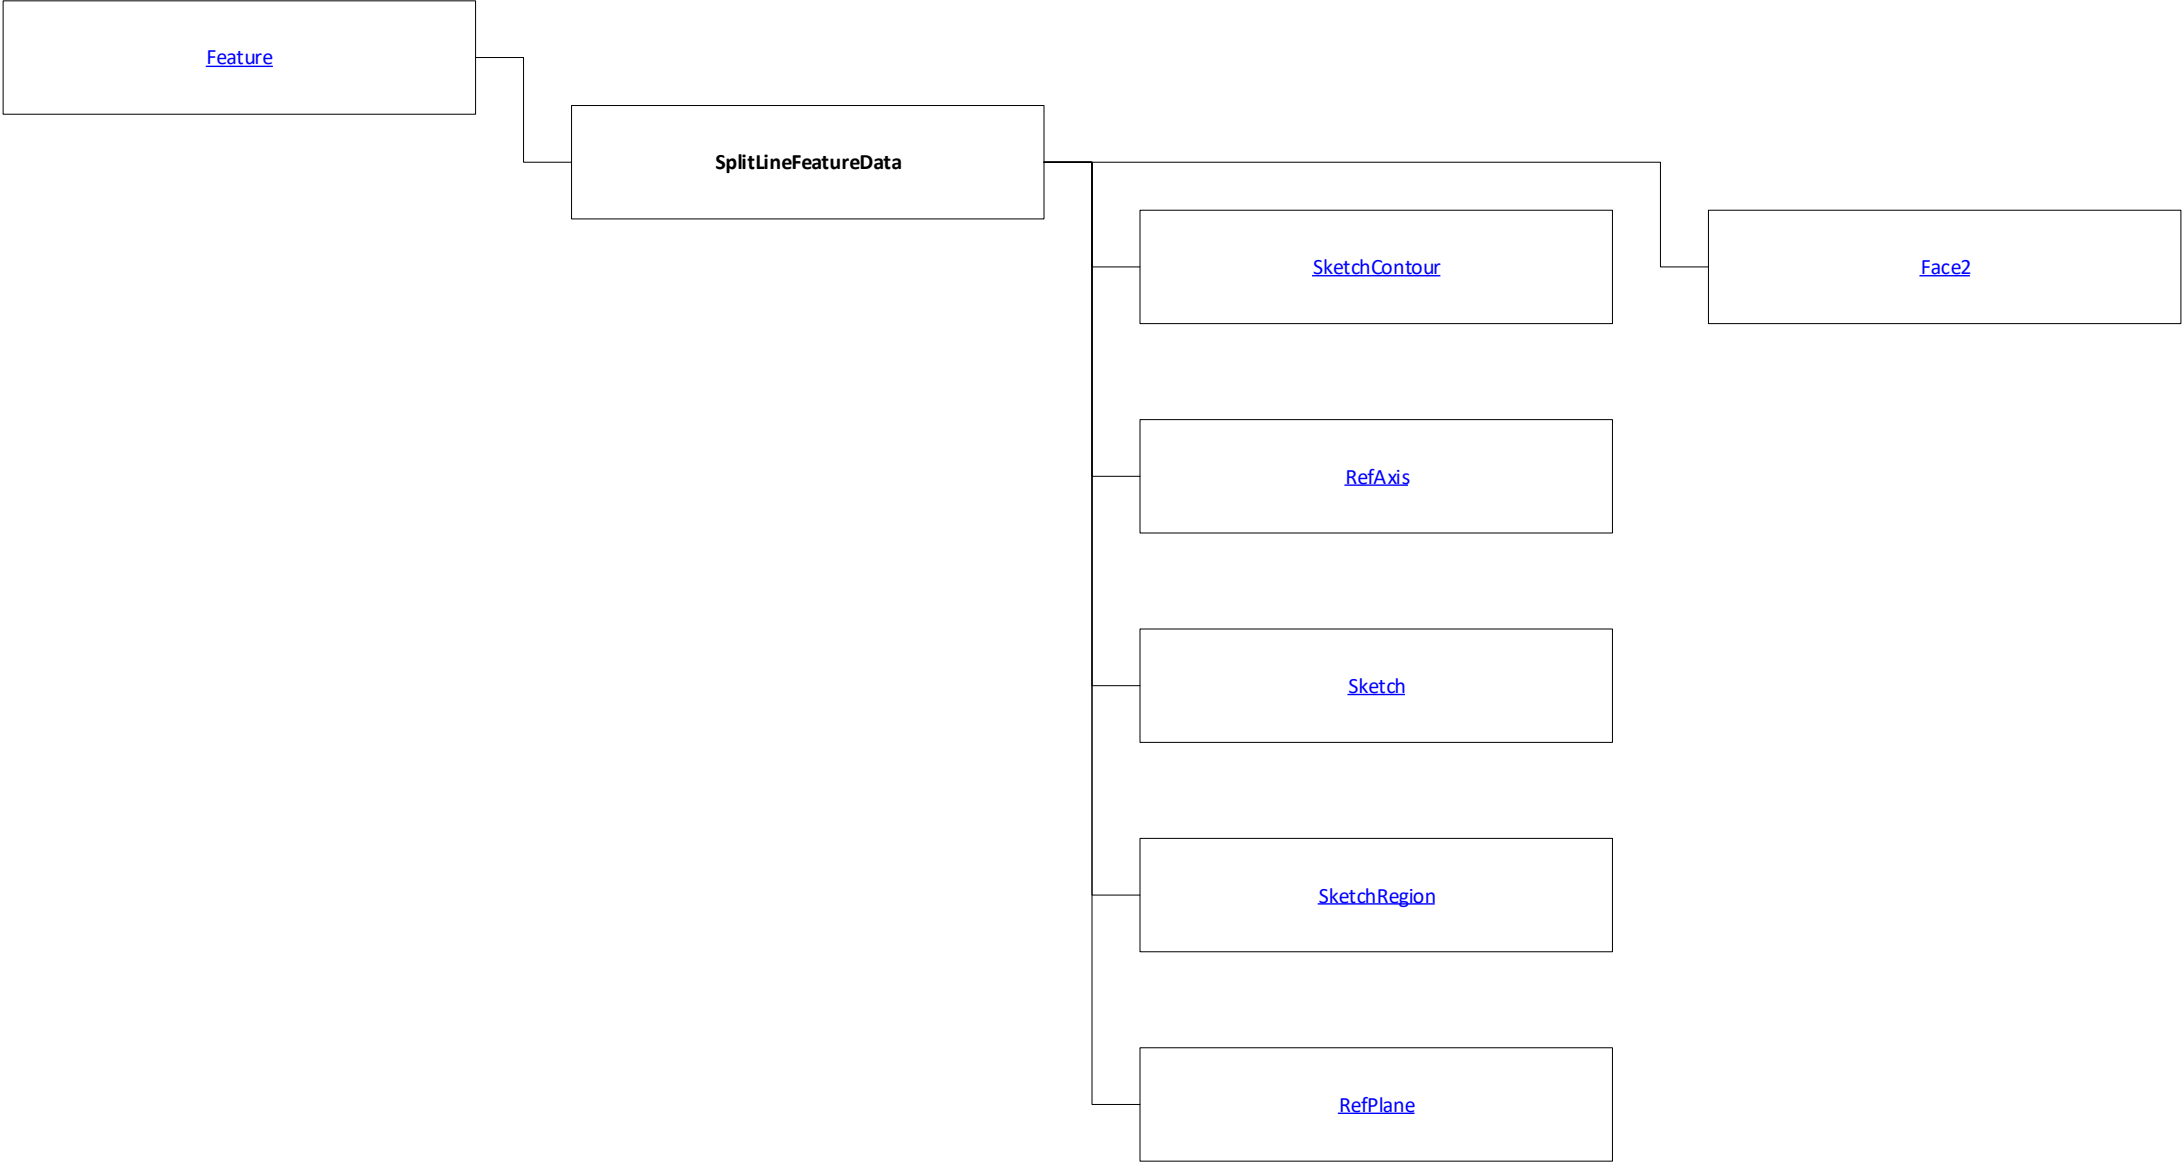 Feature
SplitLineFeatureData
SketchContour
Face2
RefAxis
Sketch
SketchRegion
RefPlane